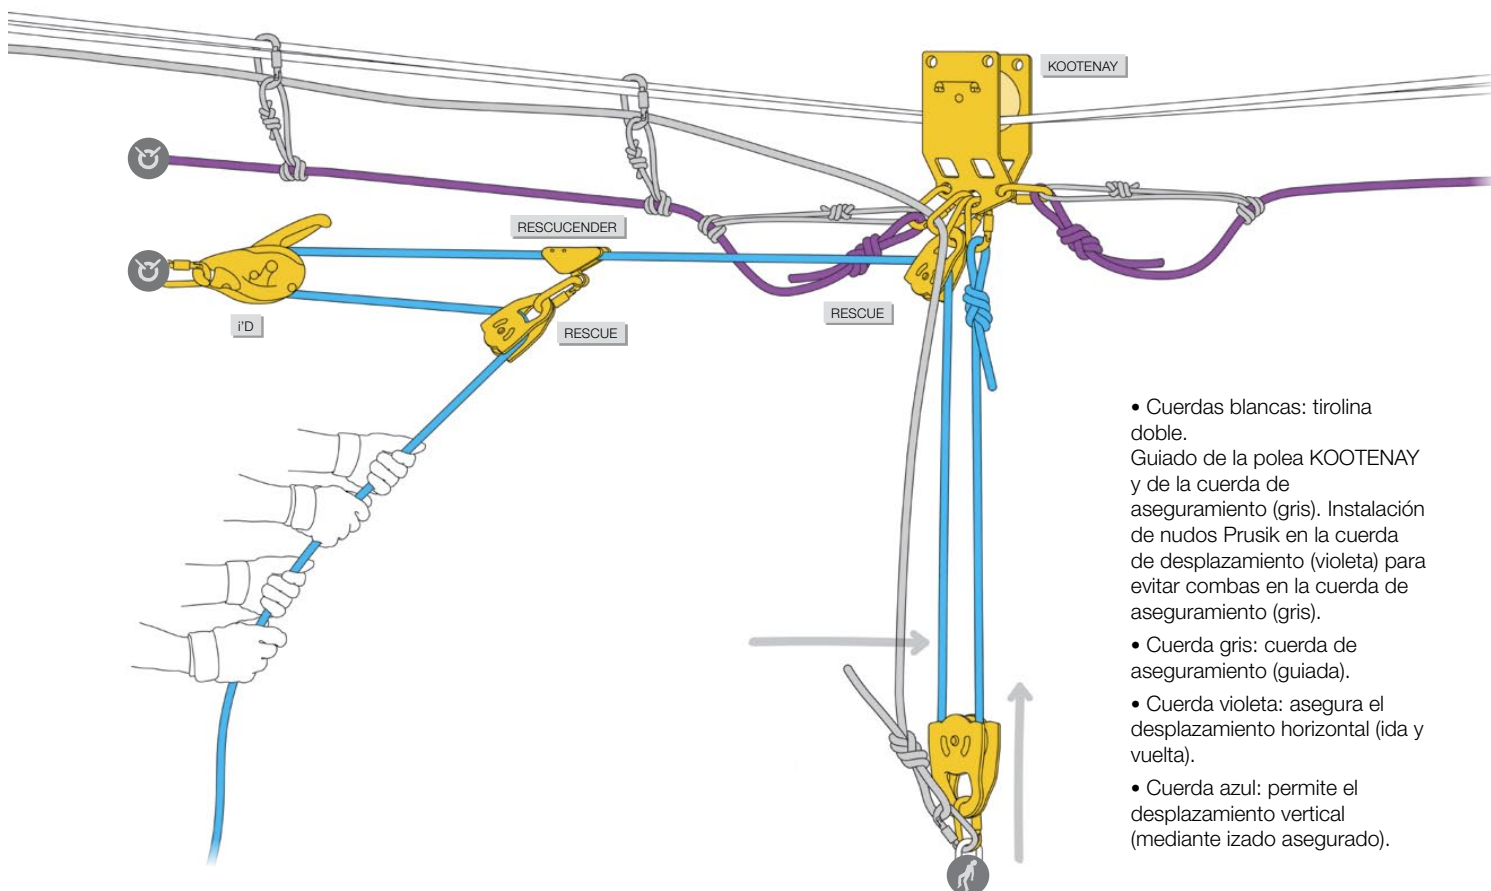 KOOTENAY
RESCUCENDER
i'D
RESCUE
RESCUE
• Cuerdas blancas: tirolina
doble.
Guiado de la polea KOOTENAY
y de la cuerda de
aseguramiento (gris). Instalación
de nudos Prusik en la cuerda
de desplazamiento (violeta) para
evitar combas en la cuerda de
aseguramiento (gris).
• Cuerda gris: cuerda de
aseguramiento (guiada).
• Cuerda violeta: asegura el
desplazamiento horizontal (ida y
vuelta).
• Cuerda azul: permite el
desplazamiento vertical
(mediante izado asegurado).